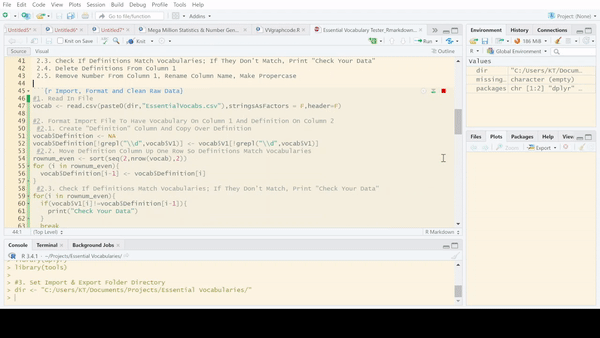 File Edit Code View Plots Session Build Debug Profile Tools Help
Go to file/function Addins Project: (None)
Untitled5* Untitled6* Untitled7* Mega Million Statistics & Number Gen... PVgraphcode.R Essential Vocabulary Tester_Rmarkdown...
Knit on Save Knit Run
Source Visual Outline
41 2.3. Check If Definitions Match Vocabularies; If They Don't Match, Print "Check Your Data"
42 2.4. Delete Definitions From Column 1
43 2.5. Remove Number From Column 1, Rename Column Name, Make Propercase
44
45 {r Import, Format and Clean Raw Data}
46 #1. Read In File
47 vocab <- read.csv(paste0(dir,"EssentialVocabs.csv"),stringsAsFactors = F,header=F)
48
49 #2. Format Import File To Have Vocabulary On Column 1 And Definition On Column 2
50 #2.1. Create "Definition" Column And Copy Over Definition
51 vocab$Definition <- NA
52 vocab$Definition[!grepl("\\d",vocab$V1)] <- vocab$V1[!grepl("\\d",vocab$V1)]
53 #2.2. Move Definition Column Up One Row So Definitions Match Vocabularies
54 rownum_even <- sort(seq(2,nrow(vocab),2))
55 for (i in rownum_even){
56 vocab$Definition[i-1] <- vocab$Definition[i]
57 }
58 #2.3. Check If Definitions Match Vocabularies; If They Don't Match, Print "Check Your Data"
59 for(i in rownum_even){
60 if(vocab$V1[i]!=vocab$Definition[i-1]){
61 print("Check Your Data")
62 }
63 break
44:1 (Top Level) R Markdown
Console Terminal Background Jobs
R 3.4.1 · ~/Projects/Essential Vocabularies/
> library(tools)
>
> #3. Set Import & Export Folder Directory
> dir <- "C:/Users/KT/Documents/Projects/Essential Vocabularies/"
>
Environment History
186 MiB
R Global Environment
Values
dir "C:/Users/KT/Docum...
missing... character (empty)
packages chr [1:2] "dplyr" ...
Files Plots Packages
Export